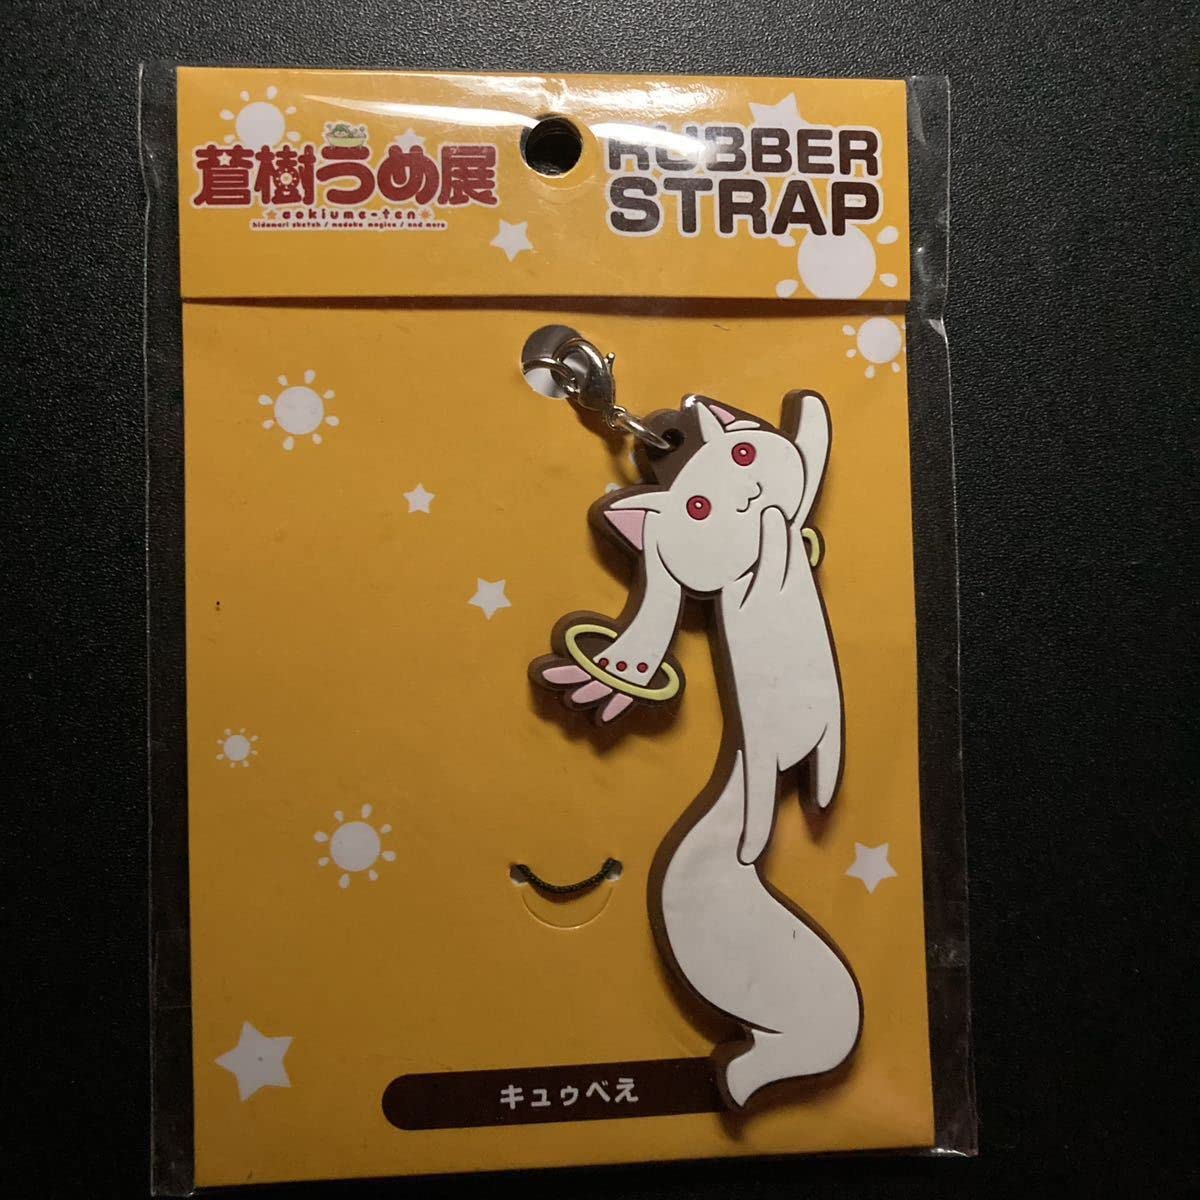 蒼樹うめ展
aokiume-ten
hidamari sketch / madoka magica / and more
RUBBER
STRAP
キュゥべえ